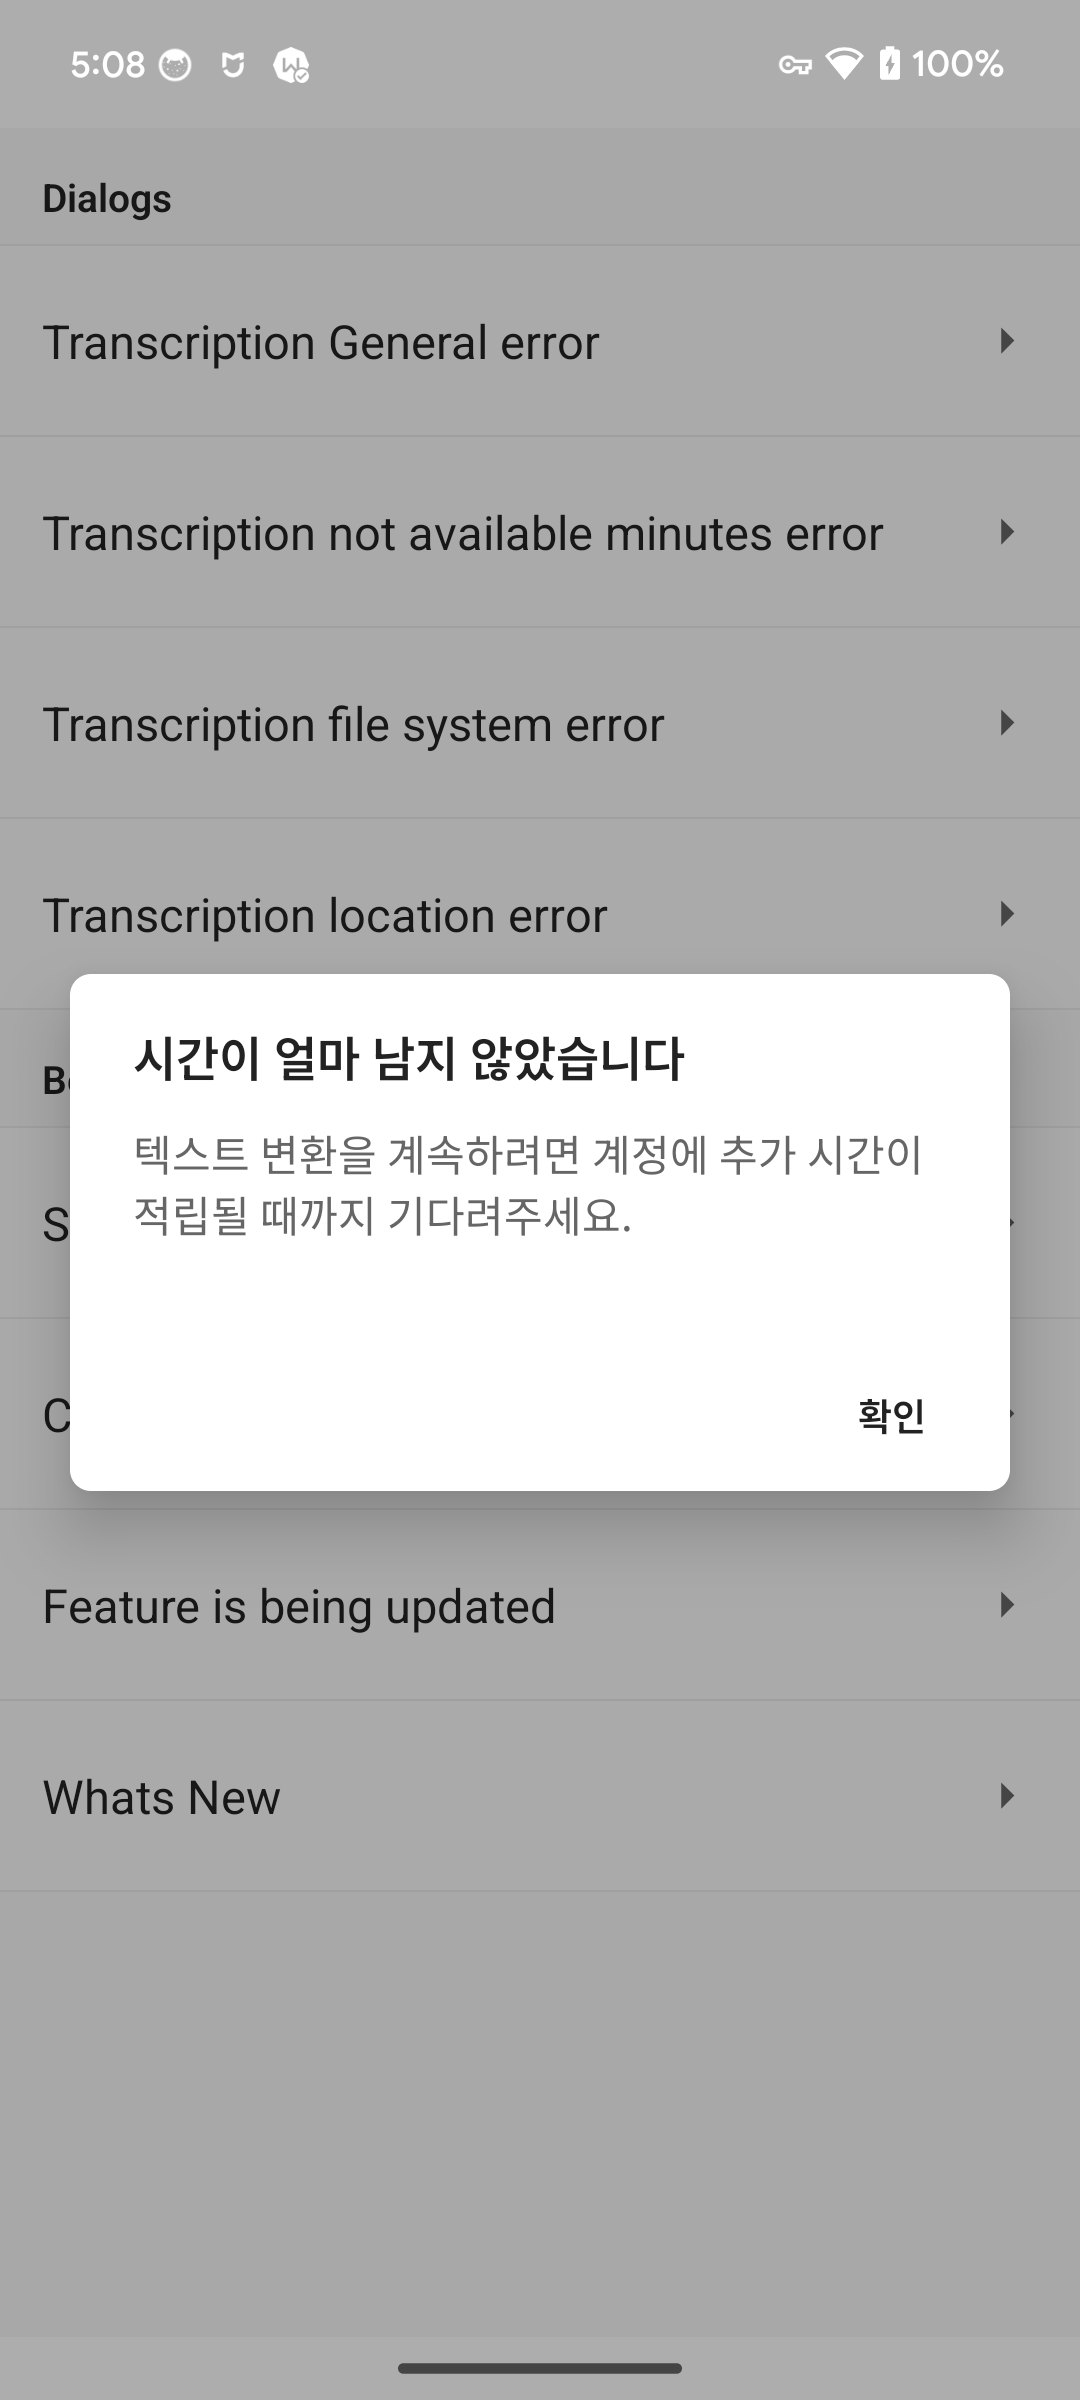 5:08
100%
Dialogs
Transcription General error
Transcription not available minutes error
Transcription file system error
Transcription location error
시간이 얼마 남지 않았습니다
텍스트 변환을 계속하려면 계정에 추가 시간이
적립될 때까지 기다려주세요.
확인
Feature is being updated
Whats New